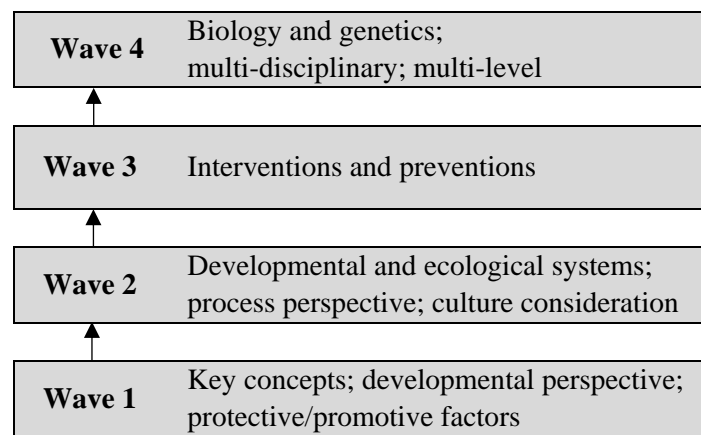 Wave 4
Biology and genetics;
multi-disciplinary; multi-level
Wave 3
Interventions and preventions
Wave 2
Developmental and ecological systems;
process perspective; culture consideration
Wave 1
Key concepts; developmental perspective;
protective/promotive factors